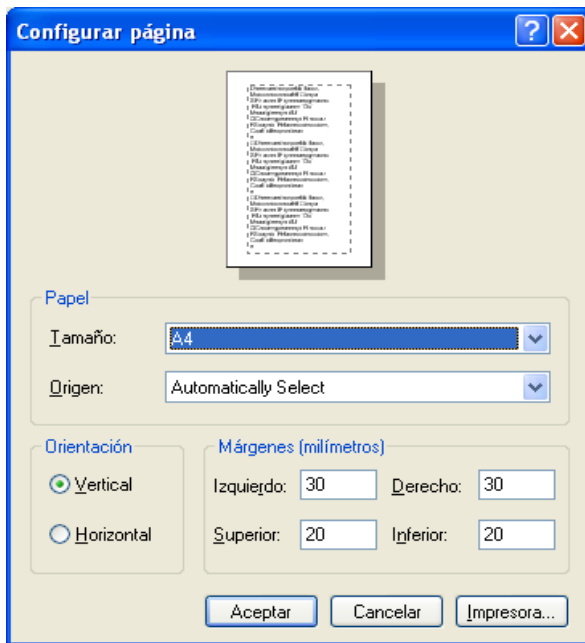 Configurar página
Papel
Tamaño: A4
Origen: Automatically Select
Orientación
Vertical
Horizontal
Márgenes (milímetros)
Izquierdo: 30 Derecho: 30
Superior: 20 Inferior: 20
Aceptar Cancelar Impresora...